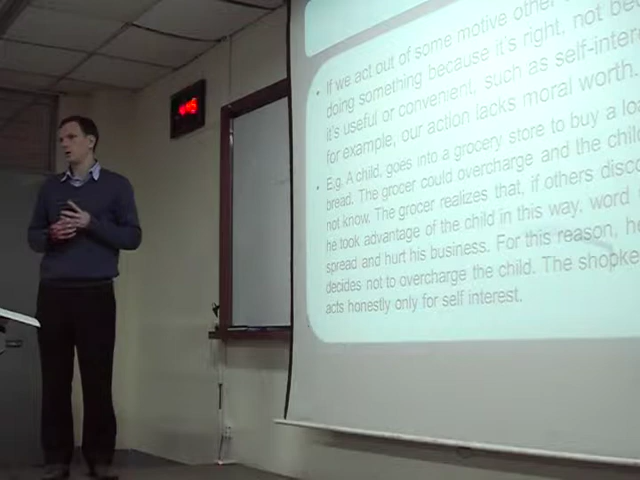 • If we act out of some motive other
doing something because it's right, not bec
it's useful or convenient, such as self-inter
for example, our action lacks moral worth.
• E.g. A child, goes into a grocery store to buy a lo
bread. The grocer could overcharge and the chil
not know. The grocer realizes that, if others disco
he took advantage of the child in this way, word
spread and hurt his business. For this reason, he
decides not to overcharge the child. The shopke
acts honestly only for self interest.